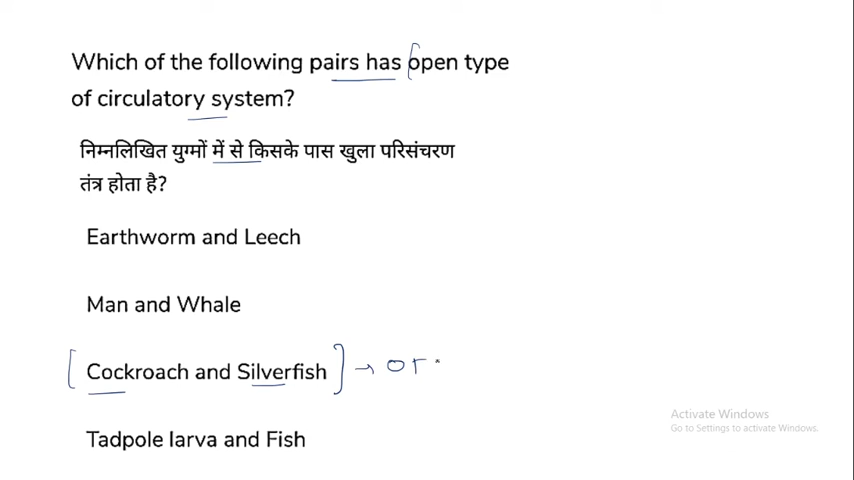 Which of the following pairs has open type
of circulatory system?
निम्नलिखित युग्मों में से किसके पास खुला परिसंचरण
तंत्र होता है?
Earthworm and Leech
Man and Whale
Cockroach and Silverfish → or
Tadpole larva and Fish
Activate Windows
Go to Settings to activate Windows.